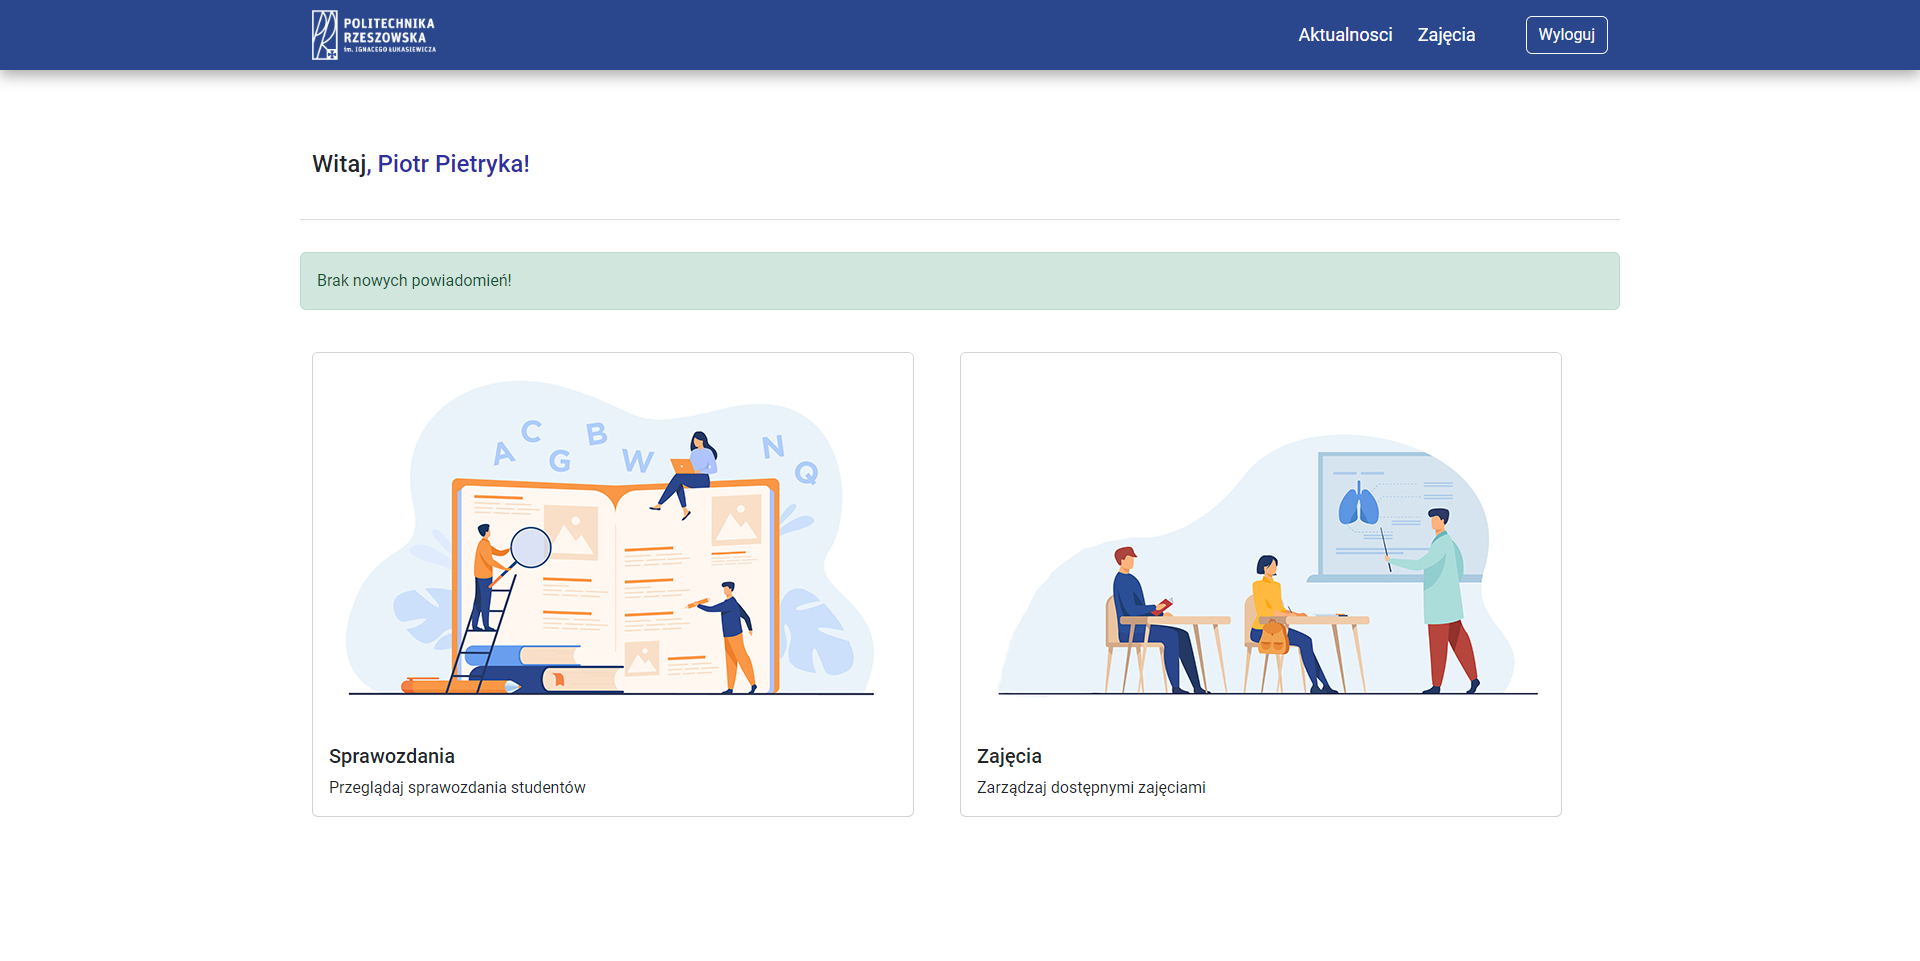 POLITECHNIKA
RZESZOWSKA
im. IGNACEGO ŁUKASIEWICZA
Aktualnosci
Zajęcia
Wyloguj
Witaj, Piotr Pietryka!
Brak nowych powiadomień!
A C G B W N Q
Sprawozdania
Przeglądaj sprawozdania studentów
Zajęcia
Zarządzaj dostępnymi zajęciami